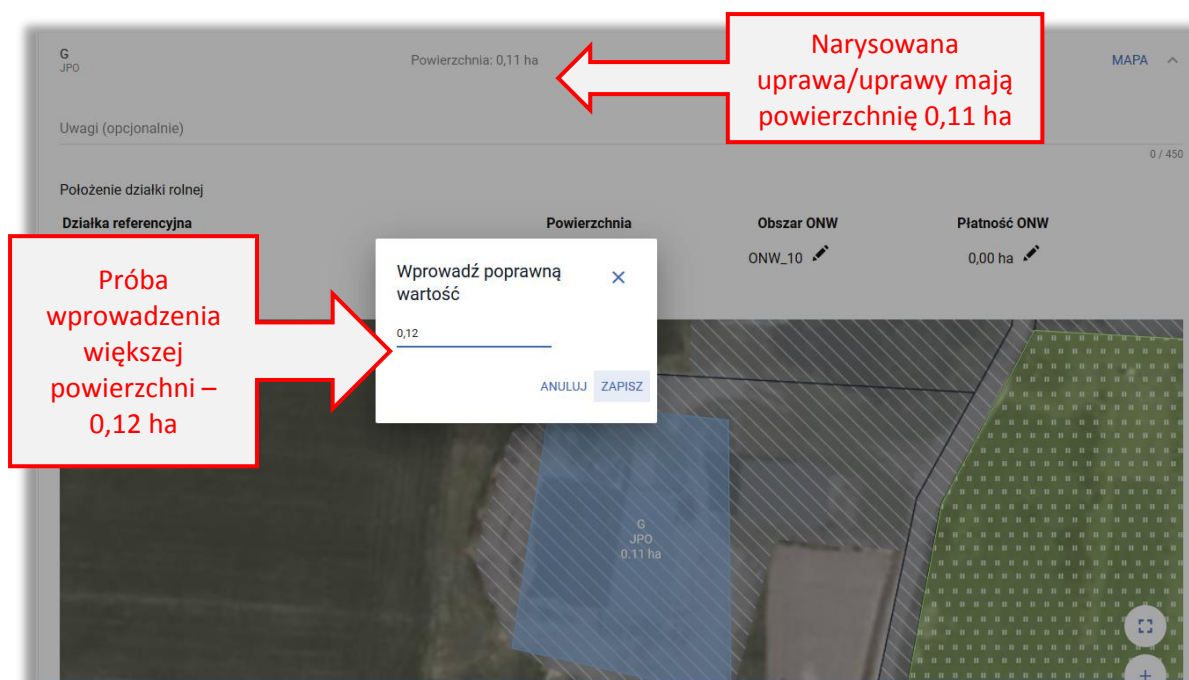 G
JPO
Powierzchnia: 0,11 ha
MAPA
Narysowana
uprawa/uprawy mają
powierzchnię 0,11 ha
Uwagi (opcjonalnie)
0 / 450
Położenie działki rolnej
Działka referencyjna
Powierzchnia
Obszar ONW
Płatność ONW
ONW_10
0,00 ha
Próba
wprowadzenia
większej
powierzchni –
0,12 ha
Wprowadź poprawną
wartość
0,12
ANULUJ ZAPISZ
G
JPO
0.11 ha